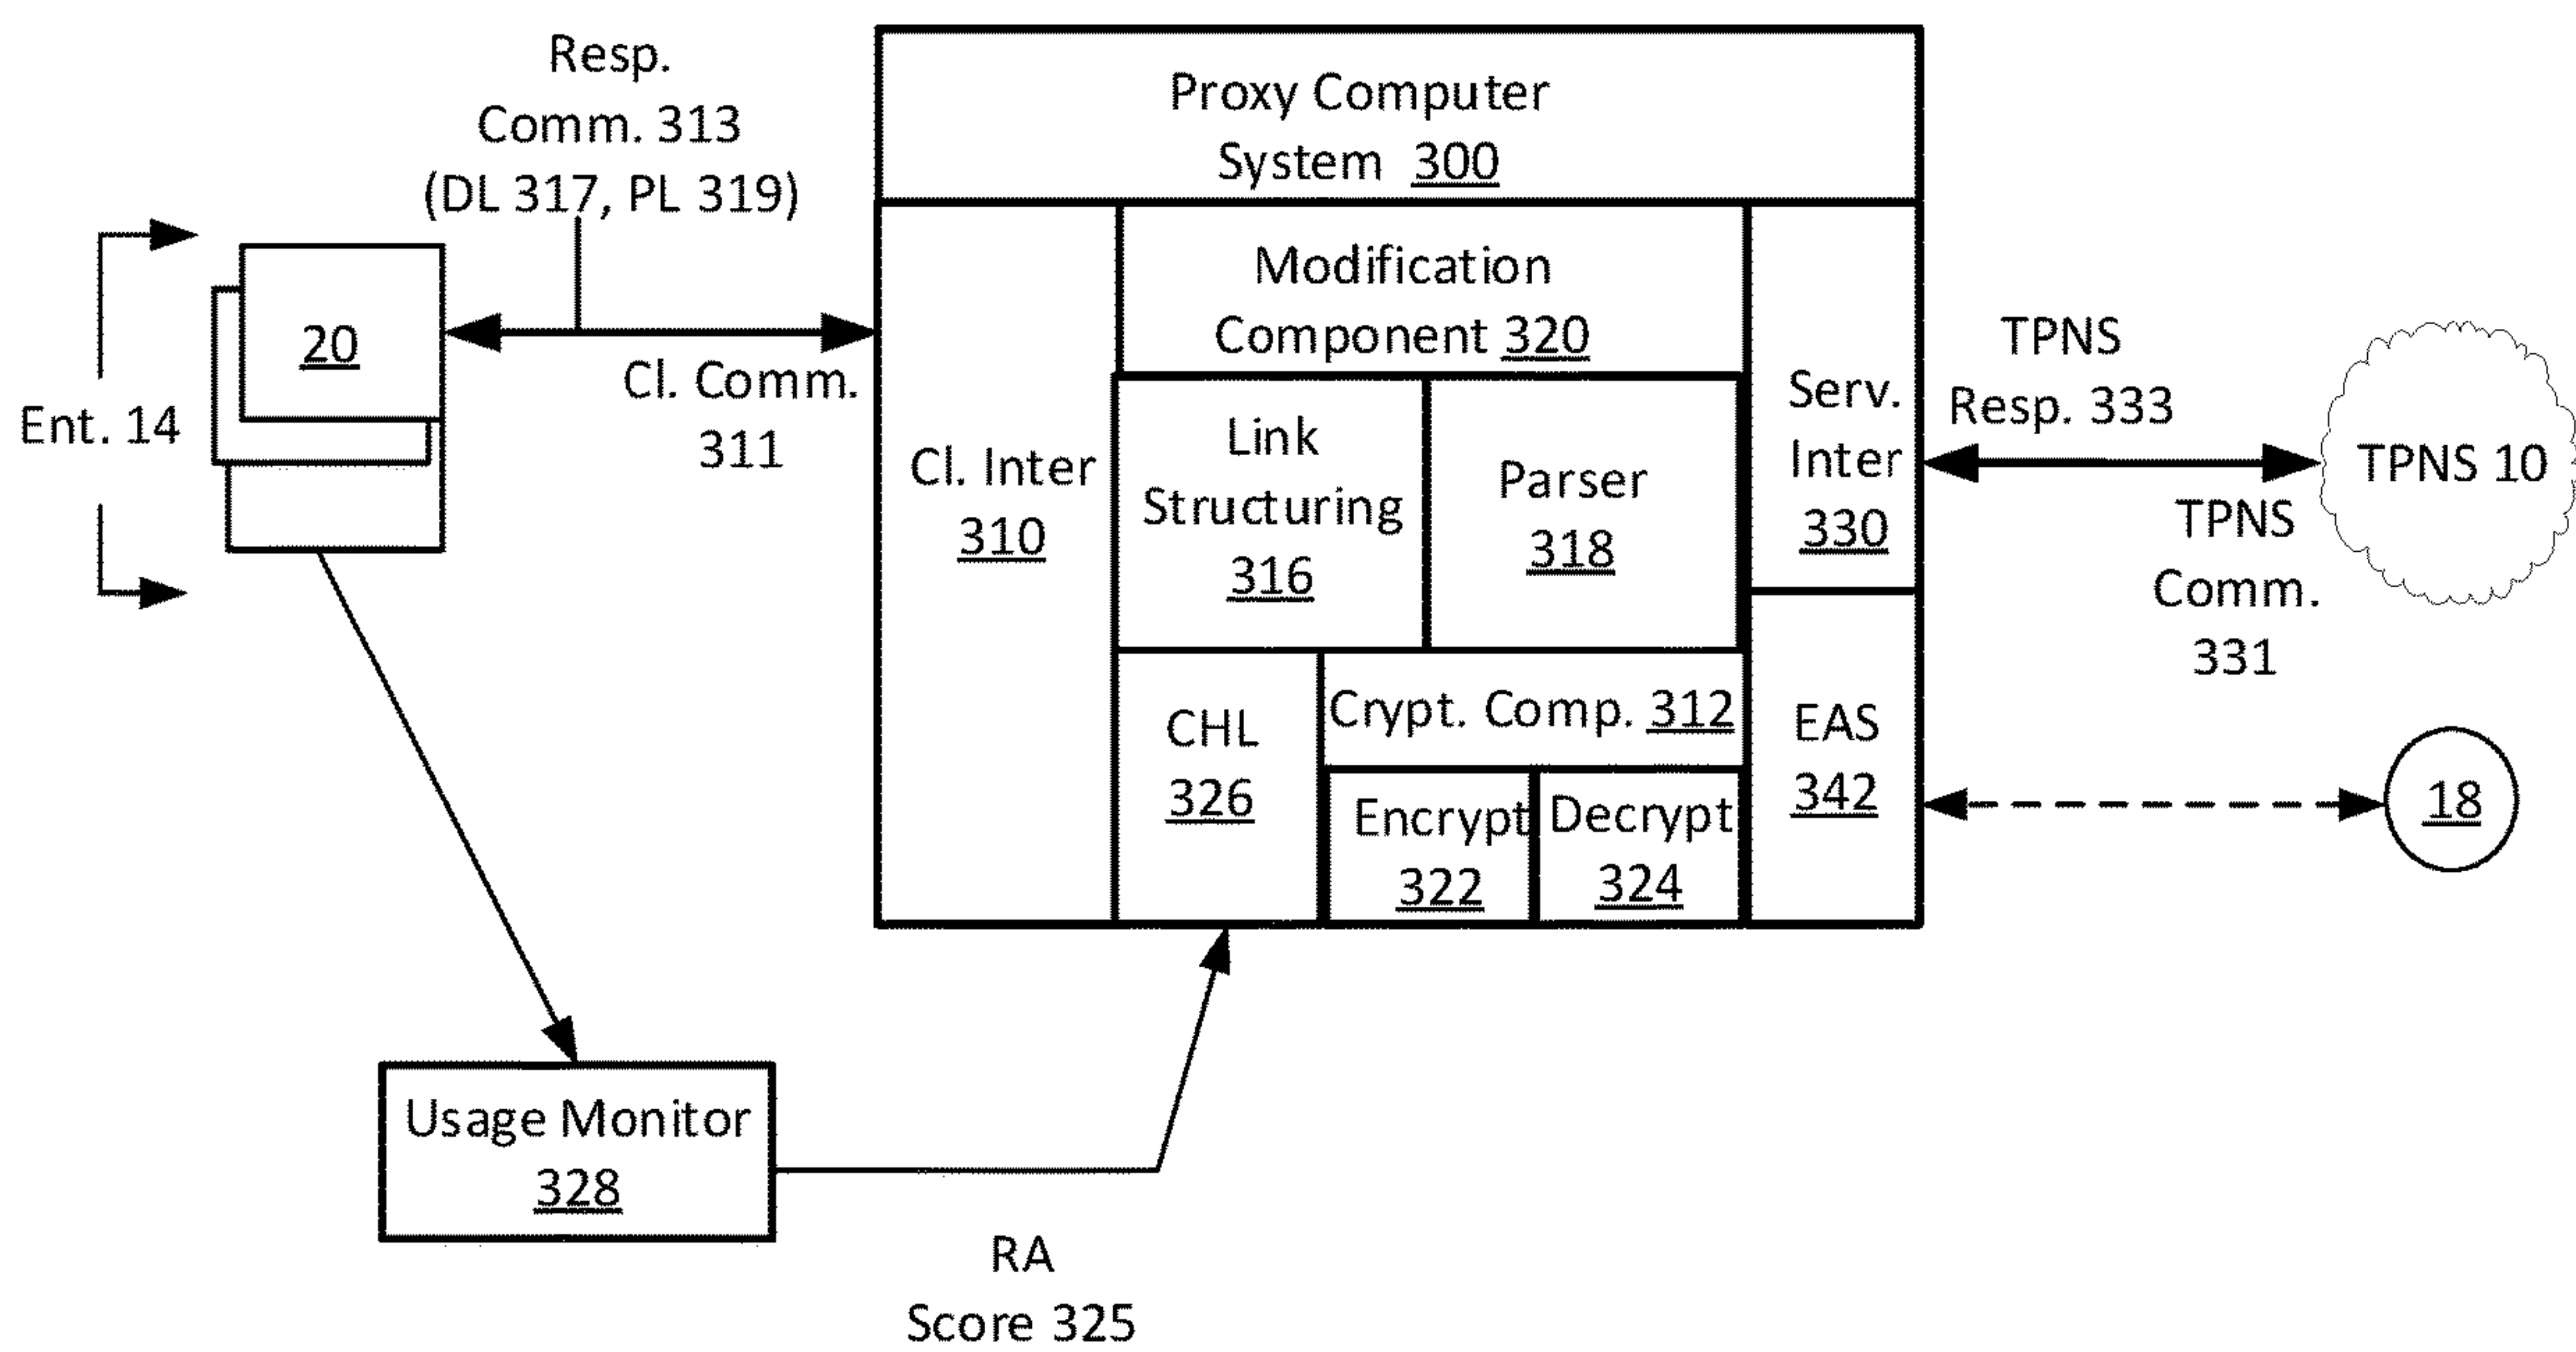 Resp.
Comm. 313
(DL 317, PL 319)
Ent. 14
20
Cl. Comm.
311
Proxy Computer
System 300
Cl. Inter
310
Modification
Component 320
Link
Structuring
316
Parser
318
CHL
326
Crypt. Comp. 312
Encrypt
322
Decrypt
324
Serv.
Inter
330
EAS
342
TPNS
Resp. 333
TPNS 10
TPNS
Comm.
331
18
Usage Monitor
328
RA
Score 325